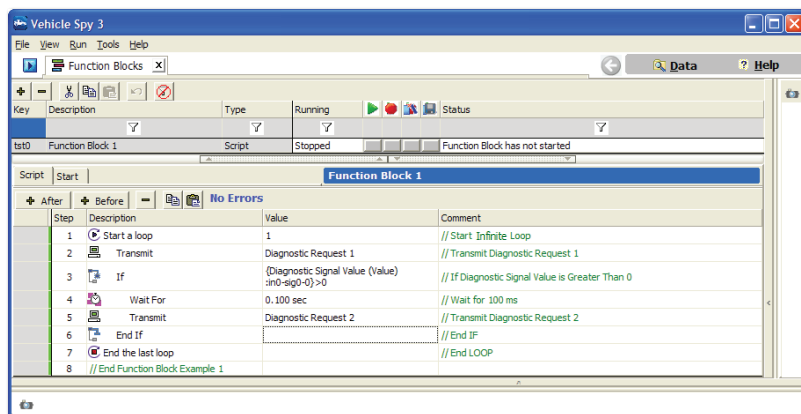 Vehicle Spy 3
File View Run Tools Help
Function Blocks
Data
? Help
Key Description Type Running Status
tst0 Function Block 1 Script Stopped Function Block has not started
Script Start Function Block 1
After Before No Errors
Step Description Value Comment
1 Start a loop 1 // Start Infinite Loop
2 Transmit Diagnostic Request 1 // Transmit Diagnostic Request 1
3 If {Diagnostic Signal Value (Value) :in0-sig0-0} >0 // If Diagnostic Signal Value is Greater Than 0
4 Wait For 0.100 sec // Wait for 100 ms
5 Transmit Diagnostic Request 2 // Transmit Diagnostic Request 2
6 End If // End IF
7 End the last loop // End LOOP
8 // End Function Block Example 1